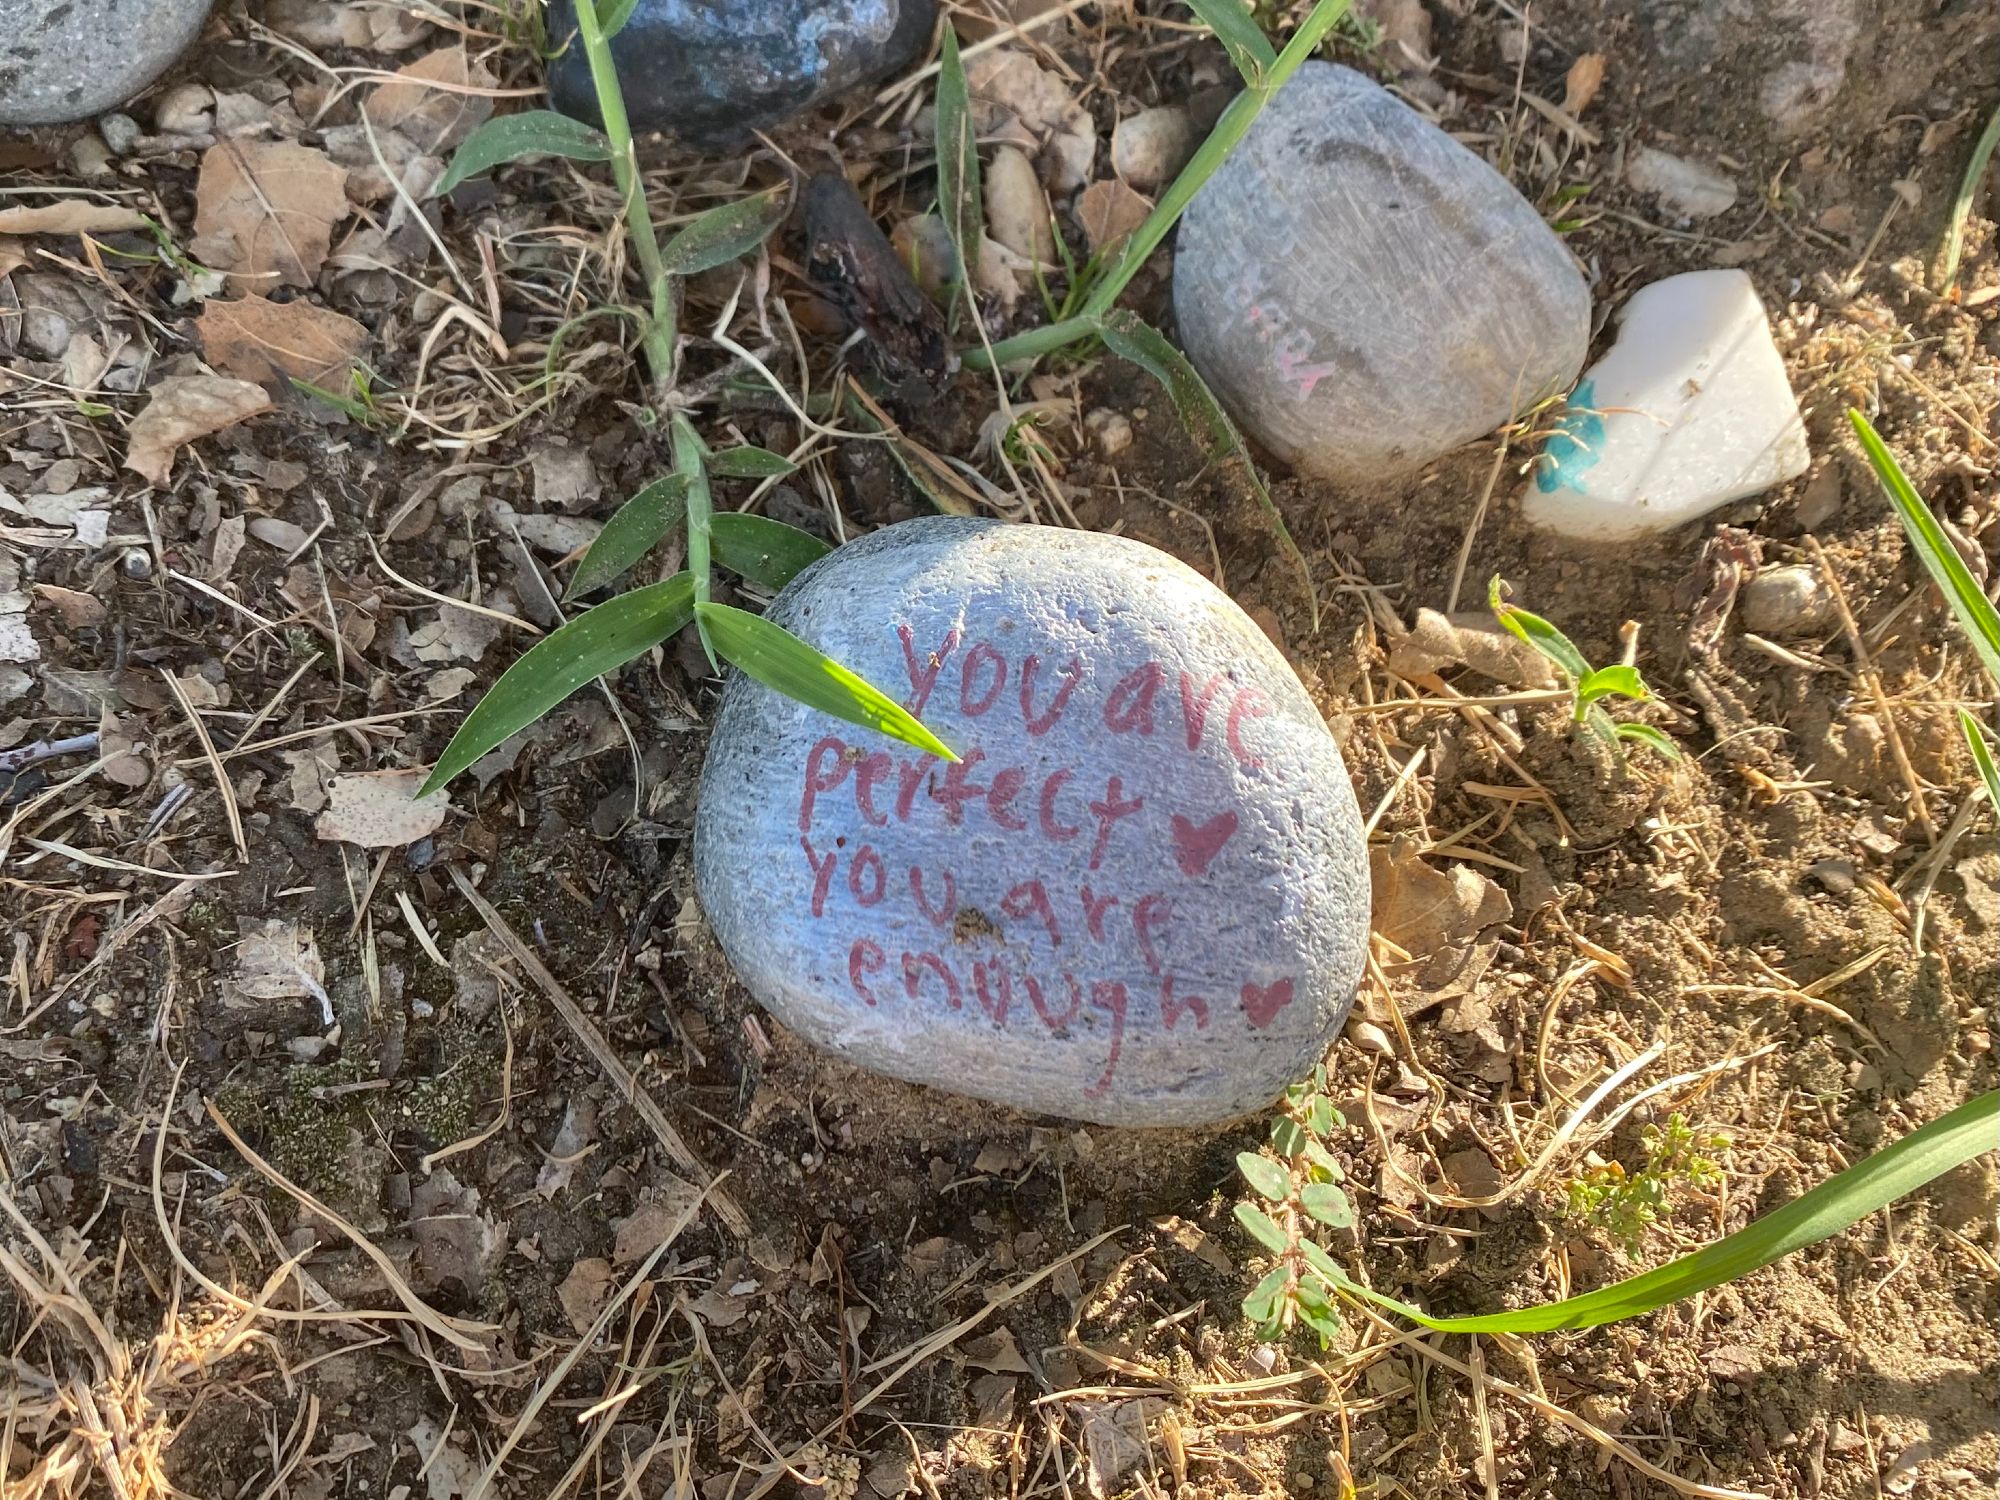 you are
perfect ♥
you are
enough ♥